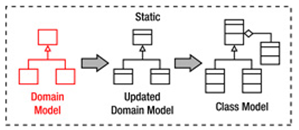 Static
Domain
Model
Updated
Domain Model
Class Model